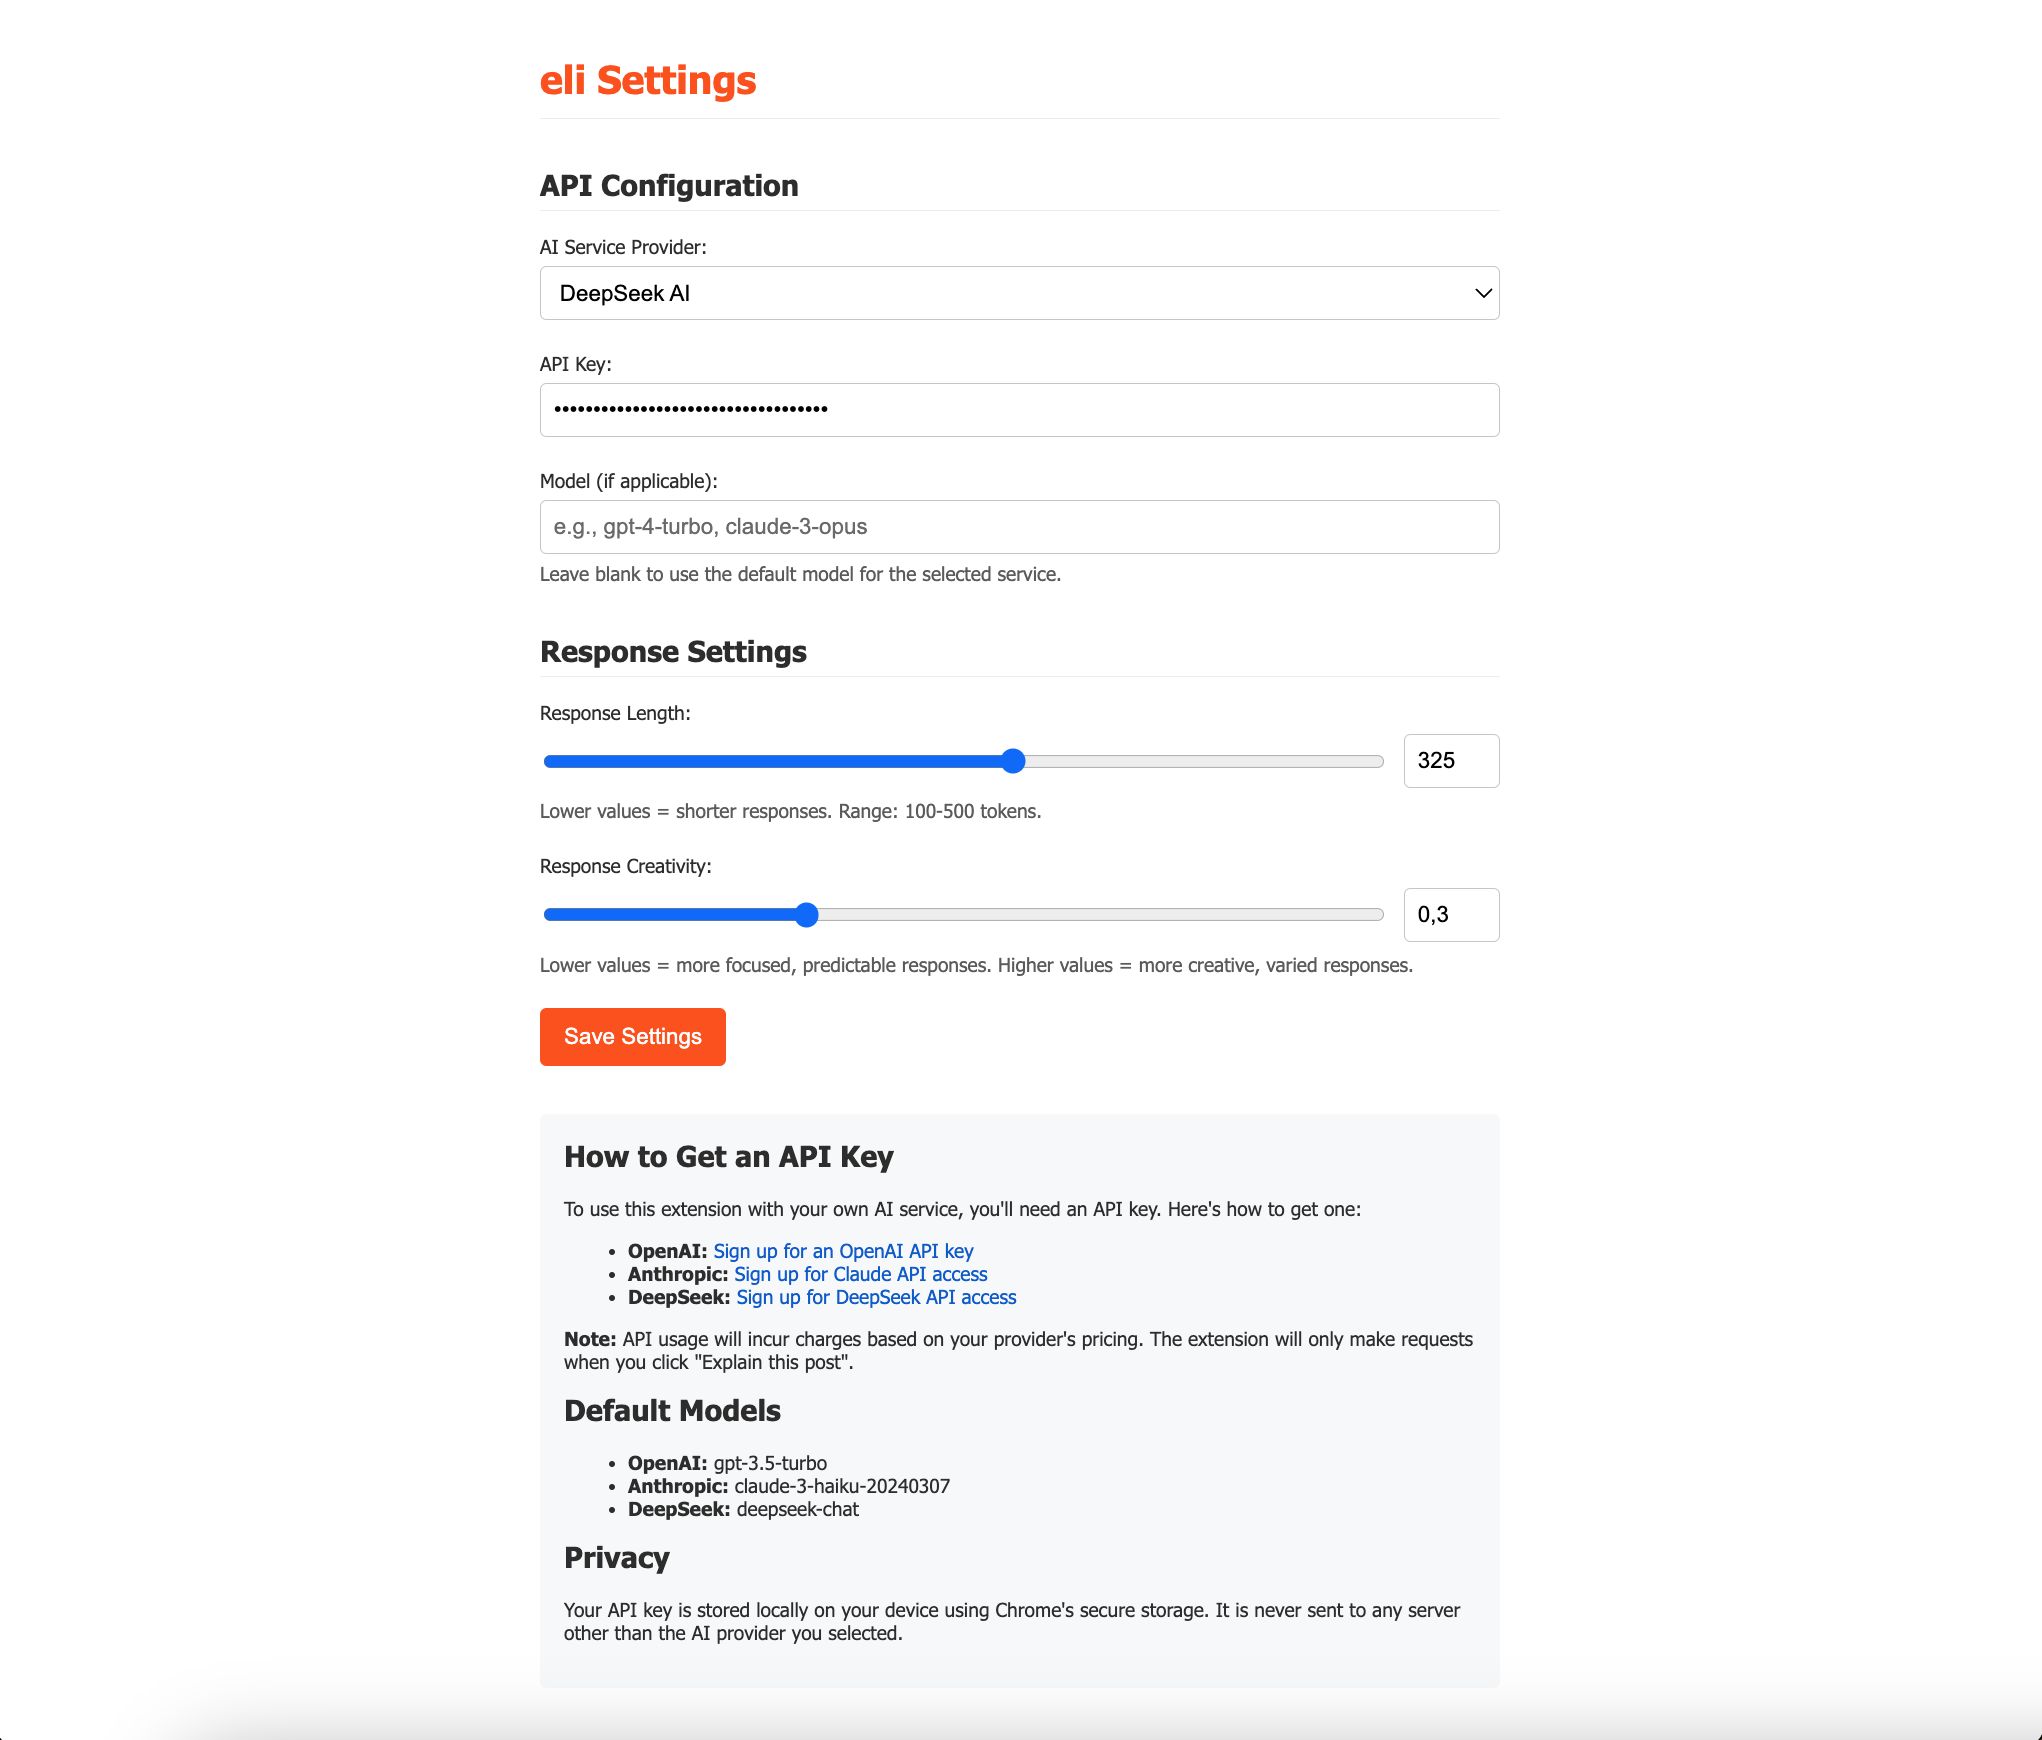 eli Settings
API Configuration
AI Service Provider:
DeepSeek AI
API Key:
•••••••••••••••••••••••••••••••••••
Model (if applicable):
e.g., gpt-4-turbo, claude-3-opus
Leave blank to use the default model for the selected service.
Response Settings
Response Length:
325
Lower values = shorter responses. Range: 100-500 tokens.
Response Creativity:
0,3
Lower values = more focused, predictable responses. Higher values = more creative, varied responses.
Save Settings
How to Get an API Key
To use this extension with your own AI service, you'll need an API key. Here's how to get one:
• OpenAI: Sign up for an OpenAI API key
• Anthropic: Sign up for Claude API access
• DeepSeek: Sign up for DeepSeek API access
Note: API usage will incur charges based on your provider's pricing. The extension will only make requests
when you click "Explain this post".
Default Models
• OpenAI: gpt-3.5-turbo
• Anthropic: claude-3-haiku-20240307
• DeepSeek: deepseek-chat
Privacy
Your API key is stored locally on your device using Chrome's secure storage. It is never sent to any server
other than the AI provider you selected.